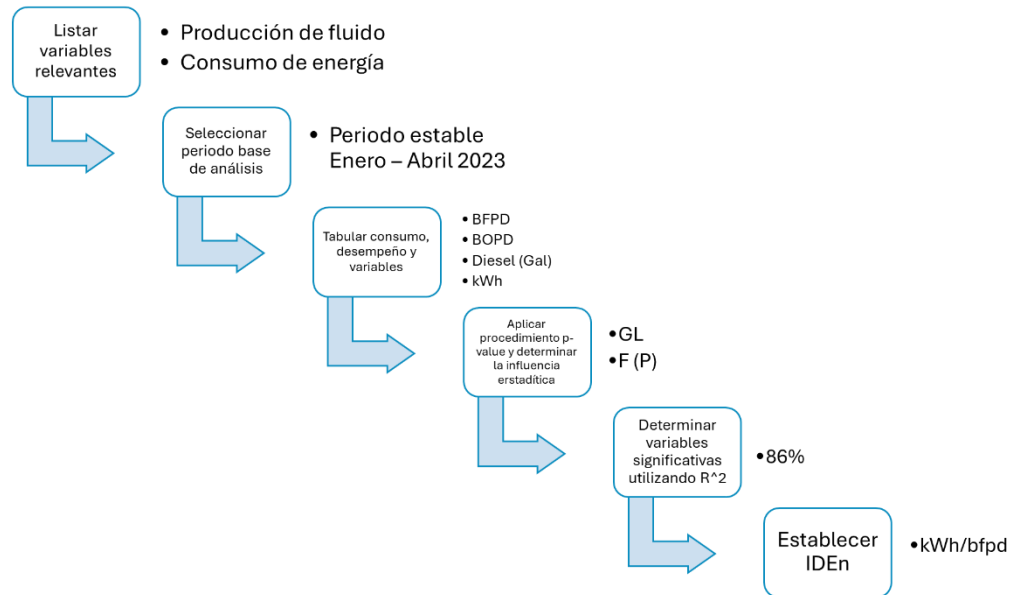 Listar
variables
relevantes
• Producción de fluido
• Consumo de energía
Seleccionar
periodo base
de análisis
• Periodo estable
Enero – Abril 2023
Tabular consumo,
desempeño y
variables
• BFPD
• BOPD
• Diesel (Gal)
• kWh
Aplicar
procedimiento p-
value y determinar
la influencia
erstadítica
• GL
• F (P)
Determinar
variables
significativas
utilizando R^2
• 86%
Establecer
IDEn
• kWh/bfpd